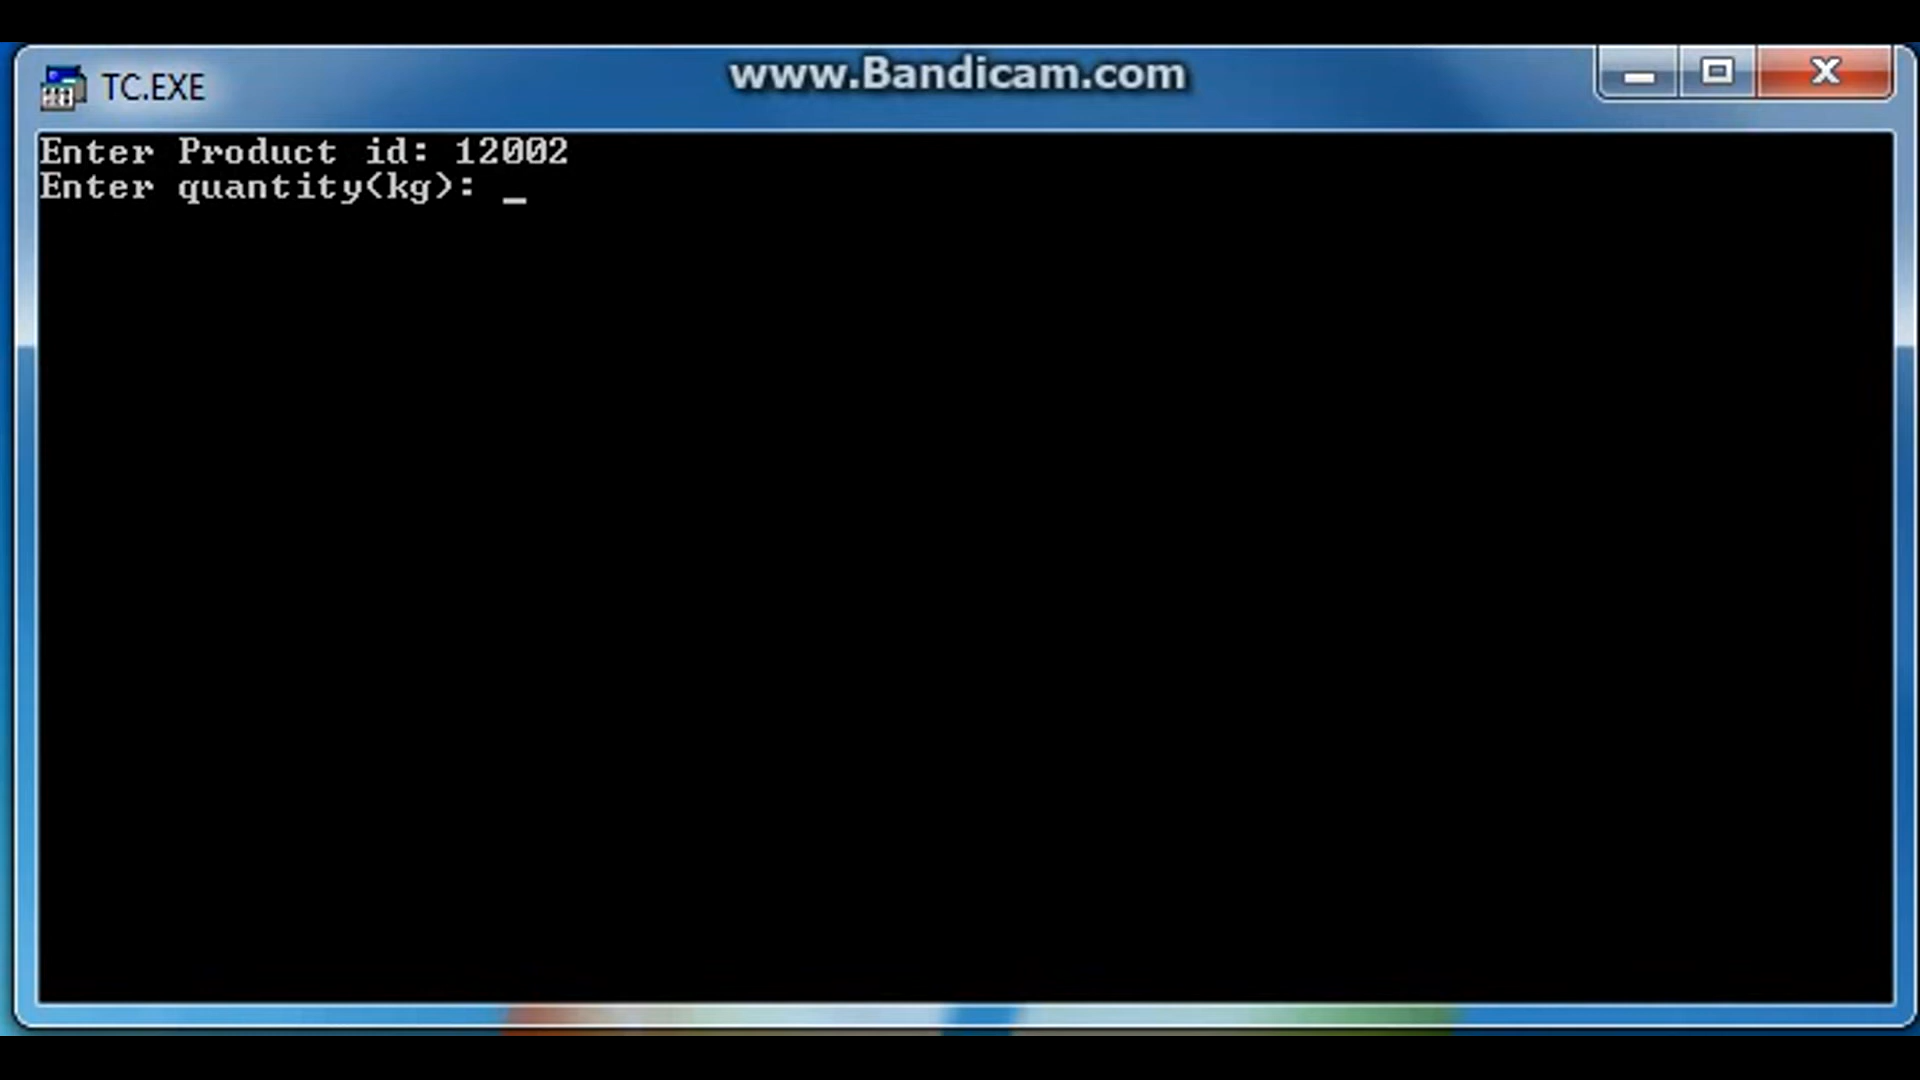 www.Bandicam.com
TC.EXE
Enter Product id: 12002
Enter quantity(kg): _